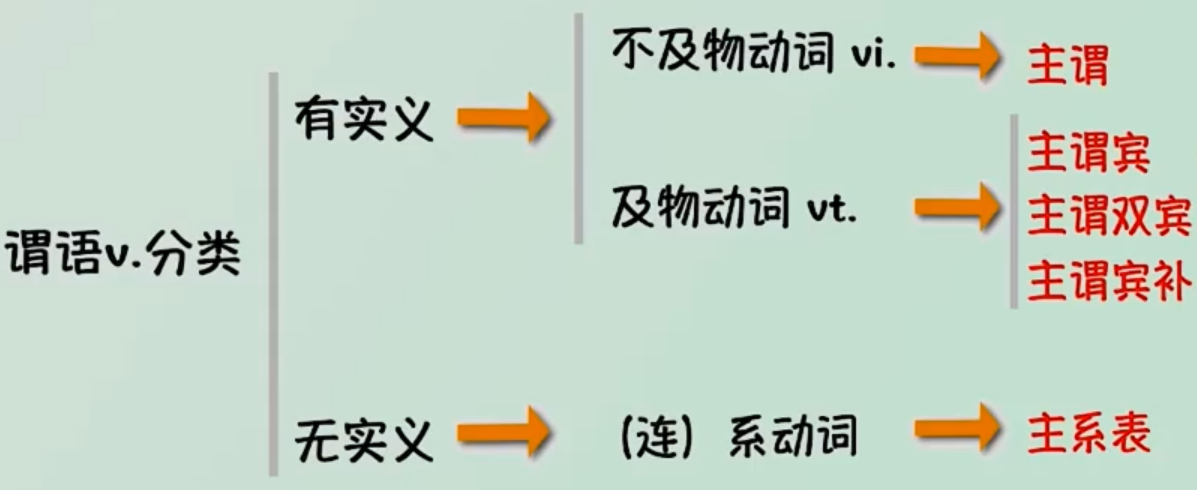 不及物动词 vi.
主谓
有实义
主谓宾
及物动词 vt.
主谓双宾
谓语v.分类
主谓宾补
无实义
(连) 系动词
主系表